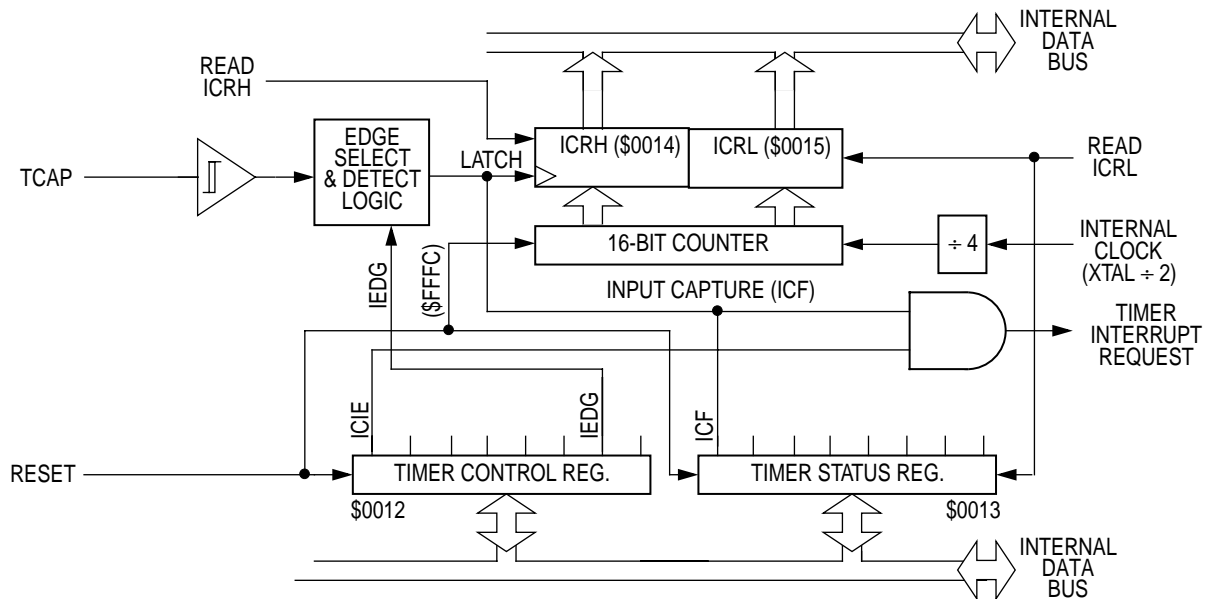 INTERNAL
DATA
BUS
READ
ICRH
EDGE
SELECT
& DETECT
LOGIC
LATCH
ICRH ($0014)
ICRL ($0015)
READ
ICRL
TCAP
16-BIT COUNTER
÷ 4
INTERNAL
CLOCK
(XTAL ÷ 2)
IEDG
($FFFC)
INPUT CAPTURE (ICF)
TIMER
INTERRUPT
REQUEST
ICIE
IEDG
ICF
RESET
TIMER CONTROL REG.
TIMER STATUS REG.
$0012
$0013
INTERNAL
DATA
BUS